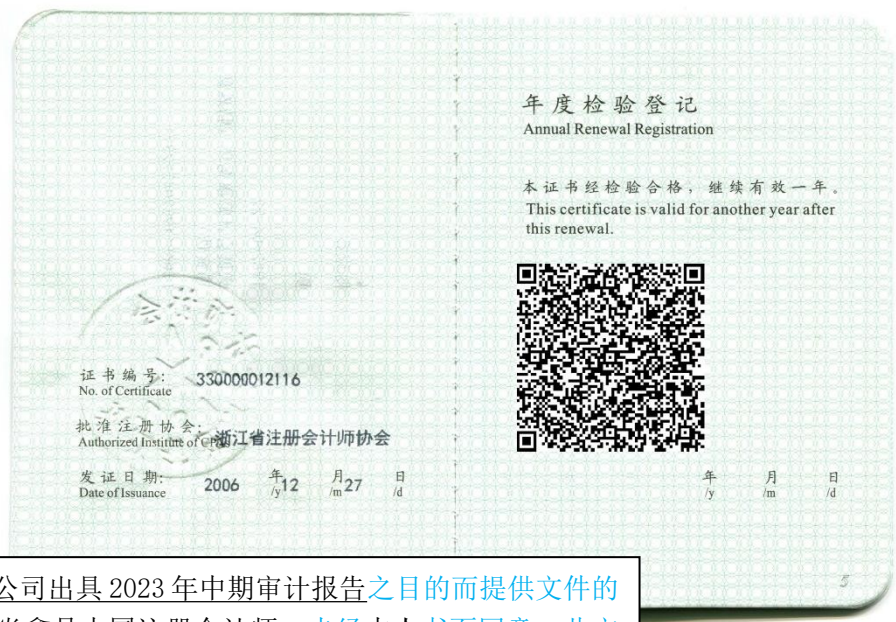 证书编号:
No. of Certificate
330000012116
批准注册协会:
Authorized Institute of CPAs
浙江省注册会计师协会
发证日期:
Date of Issuance
2006 年/y 12 月/m 27 日/d
年度检验登记
Annual Renewal Registration
本证书经检验合格，继续有效一年。
This certificate is valid for another year after
this renewal.
年 月 日
/y /m /d
5
公司出具 2023 年中期审计报告之目的而提供文件的